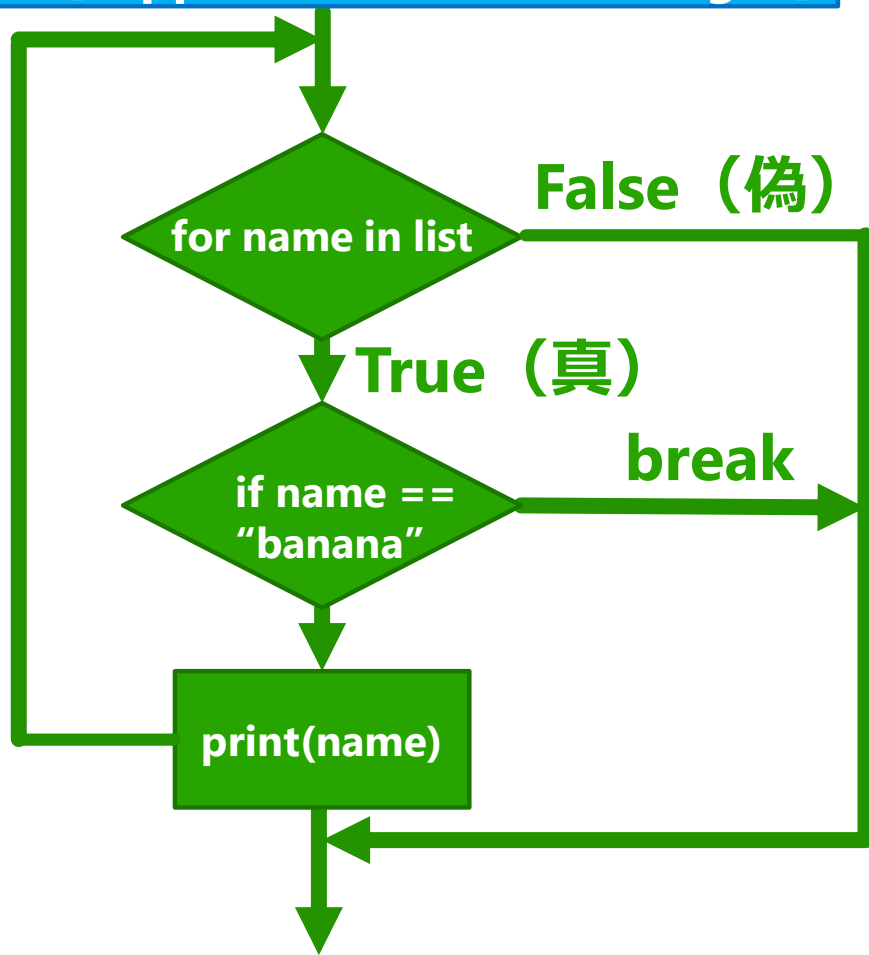 for name in list
False（偽）
True（真）
if name ==
“banana”
break
print(name)